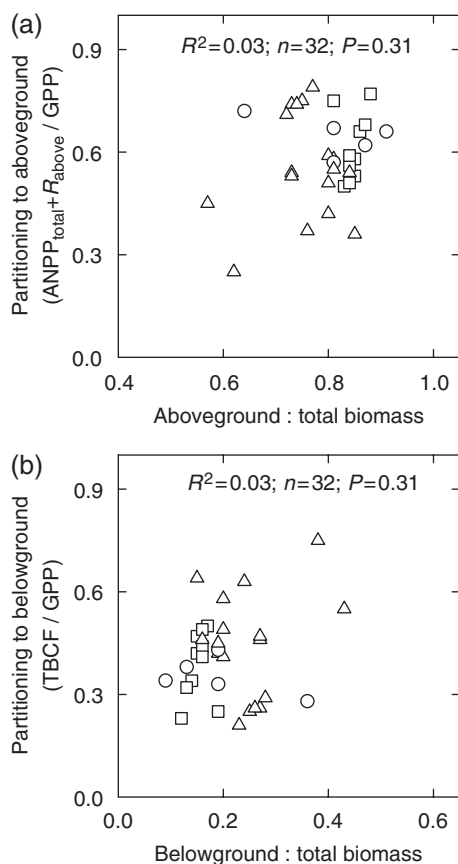 (a)
R²=0.03; n=32; P=0.31
Partitioning to aboveground
(ANPPtotal+Rabove / GPP)
0.9
0.6
0.3
0.0
0.4 0.6 0.8 1.0
Aboveground : total biomass
(b)
R²=0.03; n=32; P=0.31
Partitioning to belowground
(TBCF / GPP)
0.9
0.6
0.3
0.0
0.0 0.2 0.4 0.6
Belowground : total biomass